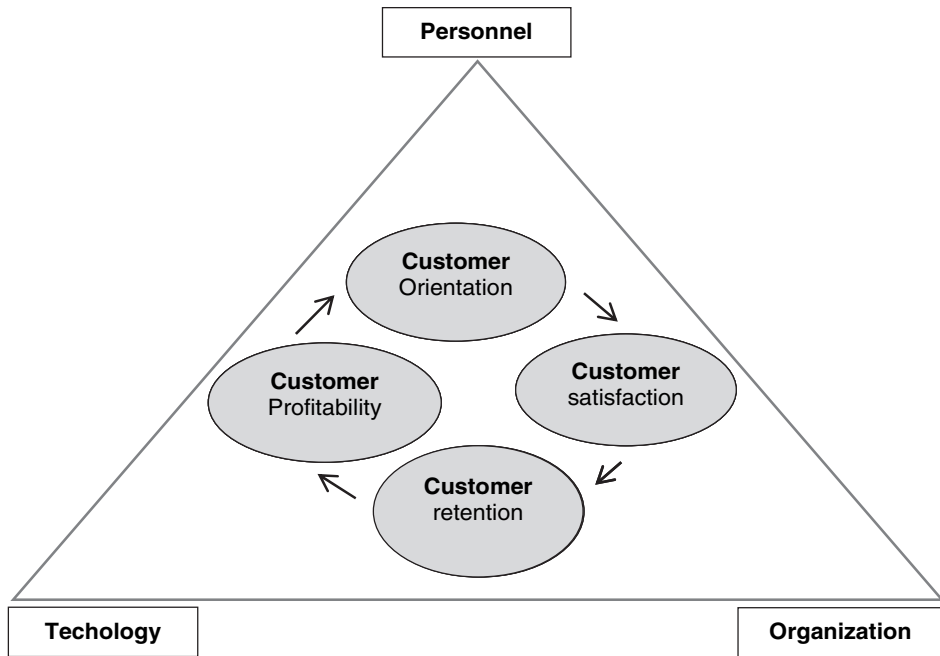 Personnel
Customer
Orientation
Customer
Profitability
Customer
satisfaction
Customer
retention
Techology
Organization